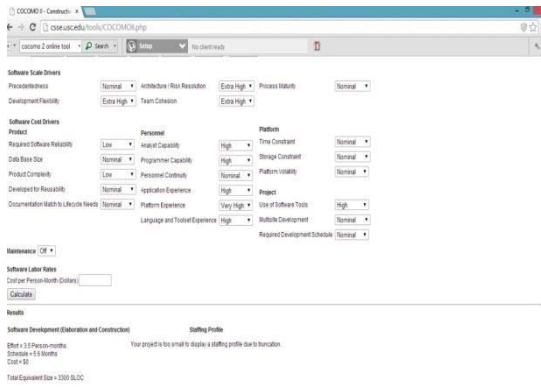 COCOMO II - Constructiv
csse.usc.edu/tools/COCOMOII.php
cocomo 2 online tool Search Setup No client ready
Software Scale Drivers
Precedentedness Nominal Architecture / Risk Resolution Extra High Process Maturity Nominal
Development Flexibility Extra High Team Cohesion Extra High
Software Cost Drivers
Product Personnel Platform
Required Software Reliability Low Analyst Capability High Time Constraint Nominal
Data Base Size Nominal Programmer Capability High Storage Constraint Nominal
Product Complexity Low Personnel Continuity Nominal Platform Volatility Nominal
Developed for Reusability Nominal Application Experience High Project
Documentation Match to Lifecycle Needs Nominal Platform Experience Very High Use of Software Tools High
Language and Toolset Experience High Multisite Development Nominal
Required Development Schedule Nominal
Maintenance Off
Software Labor Rates
Cost per Person-Month (Dollars)
Calculate
Results
Software Development (Elaboration and Construction) Staffing Profile
Effort = 3.5 Person-months Your project is too small to display a staffing profile due to truncation.
Schedule = 5.5 Months
Cost = $0
Total Equivalent Size = 3300 SLOC